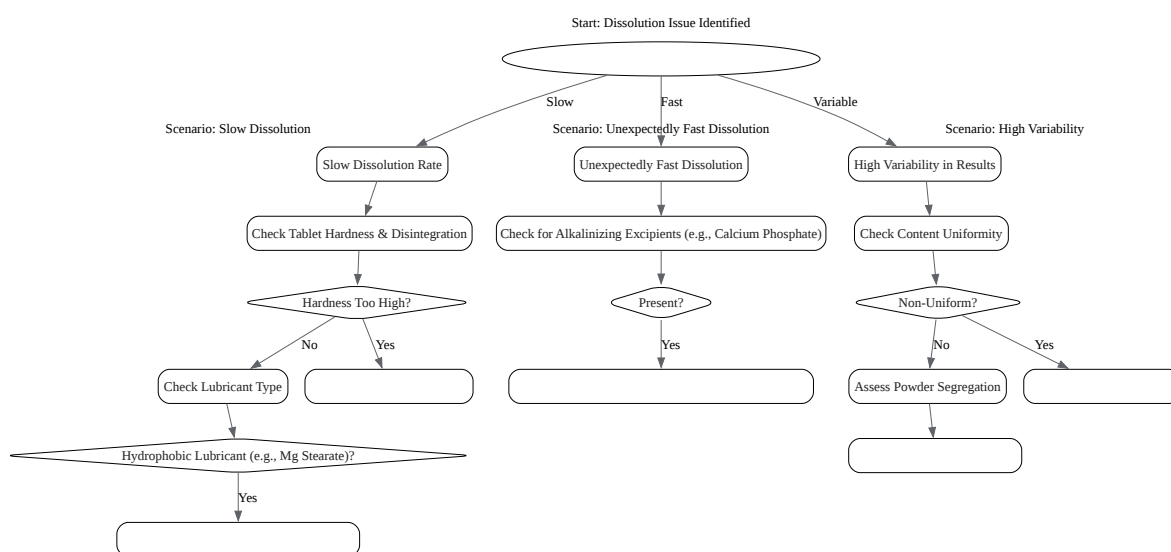 Start: Dissolution Issue Identified
Slow
Fast
Variable
Scenario: Slow Dissolution
Scenario: Unexpectedly Fast Dissolution
Scenario: High Variability
Slow Dissolution Rate
Unexpectedly Fast Dissolution
High Variability in Results
Check Tablet Hardness & Disintegration
Check for Alkalinizing Excipients (e.g., Calcium Phosphate)
Check Content Uniformity
Hardness Too High?
Present?
Non-Uniform?
No
Yes
Yes
No
Yes
Check Lubricant Type
Assess Powder Segregation
Hydrophobic Lubricant (e.g., Mg Stearate)?
Yes